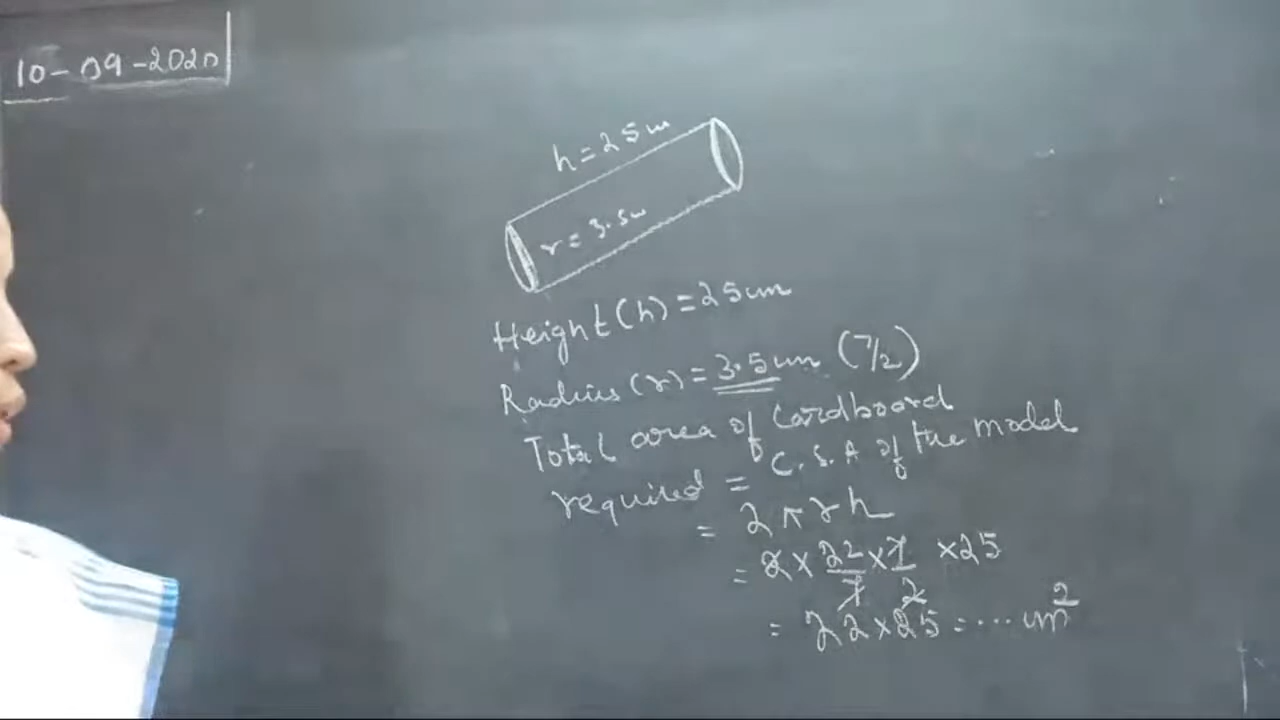 10-09-2020
h=25cm
r=3.5cm
Height(h)=25cm
Radius(r)=3.5cm (7/2)
Total area of Cardboard
required = C.S.A of the model
= 2πrh
= 2×22/7×7/2 ×25
= 22×25=...cm²